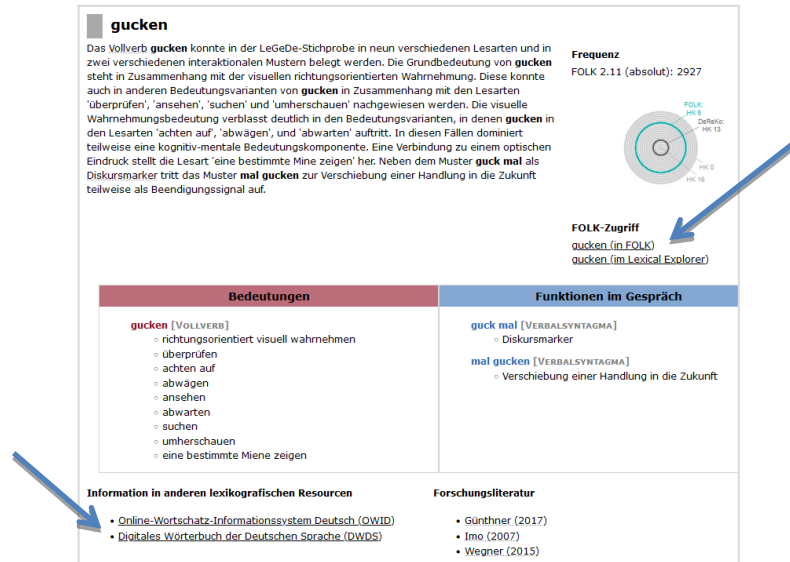 gucken
Das Vollverb gucken konnte in der LeGeDe-Stichprobe in neun verschiedenen Lesarten und in
zwei verschiedenen interaktionalen Mustern belegt werden. Die Grundbedeutung von gucken
steht in Zusammenhang mit der visuellen richtungsorientierten Wahrnehmung. Diese konnte
auch in anderen Bedeutungsvarianten von gucken in Zusammenhang mit den Lesarten
'überprüfen', 'ansehen', 'suchen' und 'umherschauen' nachgewiesen werden. Die visuelle
Wahrnehmungsbedeutung verblasst deutlich in den Bedeutungsvarianten, in denen gucken in
den Lesarten 'achten auf', 'abwägen', und 'abwarten' auftritt. In diesen Fällen dominiert
teilweise eine kognitiv-mentale Bedeutungskomponente. Eine Verbindung zu einem optischen
Eindruck stellt die Lesart 'eine bestimmte Mine zeigen' her. Neben dem Muster guck mal als
Diskursmarker tritt das Muster mal gucken zur Verschiebung einer Handlung in die Zukunft
teilweise als Beendigungssignal auf.
Frequenz
FOLK 2.11 (absolut): 2927
FOLK:
HK 5
DeReKo:
HK 13
HK 0
HK 16
FOLK-Zugriff
gucken (in FOLK)
gucken (im Lexical Explorer)
Bedeutungen
gucken [VOLLVERB]
◦ richtungsorientiert visuell wahrnehmen
◦ überprüfen
◦ achten auf
◦ abwägen
◦ ansehen
◦ abwarten
◦ suchen
◦ umherschauen
◦ eine bestimmte Miene zeigen
Funktionen im Gespräch
guck mal [VERBALSYNTAGMA]
◦ Diskursmarker
mal gucken [VERBALSYNTAGMA]
◦ Verschiebung einer Handlung in die Zukunft
Information in anderen lexikografischen Resourcen
• Online-Wortschatz-Informationssystem Deutsch (OWID)
• Digitales Wörterbuch der Deutschen Sprache (DWDS)
Forschungsliteratur
• Günthner (2017)
• Imo (2007)
• Wegner (2015)